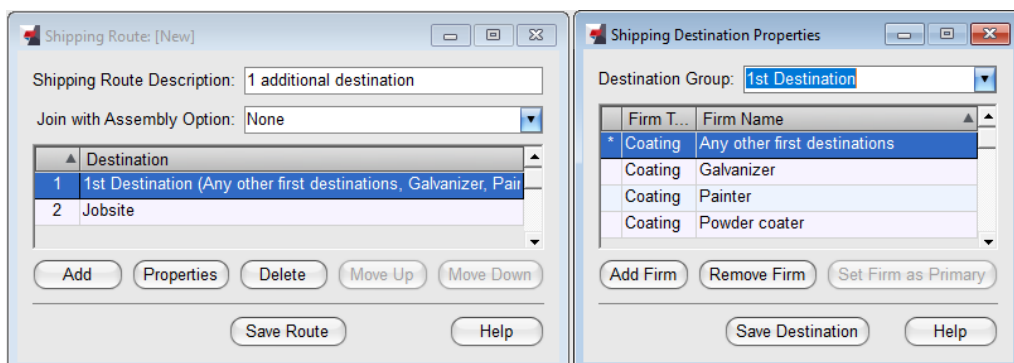 Shipping Route: [New]
Shipping Route Description: 1 additional destination
Join with Assembly Option: None
Destination
1 1st Destination (Any other first destinations, Galvanizer, Pain
2 Jobsite
Add Properties Delete Move Up Move Down
Save Route Help
Shipping Destination Properties
Destination Group: 1st Destination
Firm T... Firm Name
* Coating Any other first destinations
Coating Galvanizer
Coating Painter
Coating Powder coater
Add Firm Remove Firm Set Firm as Primary
Save Destination Help